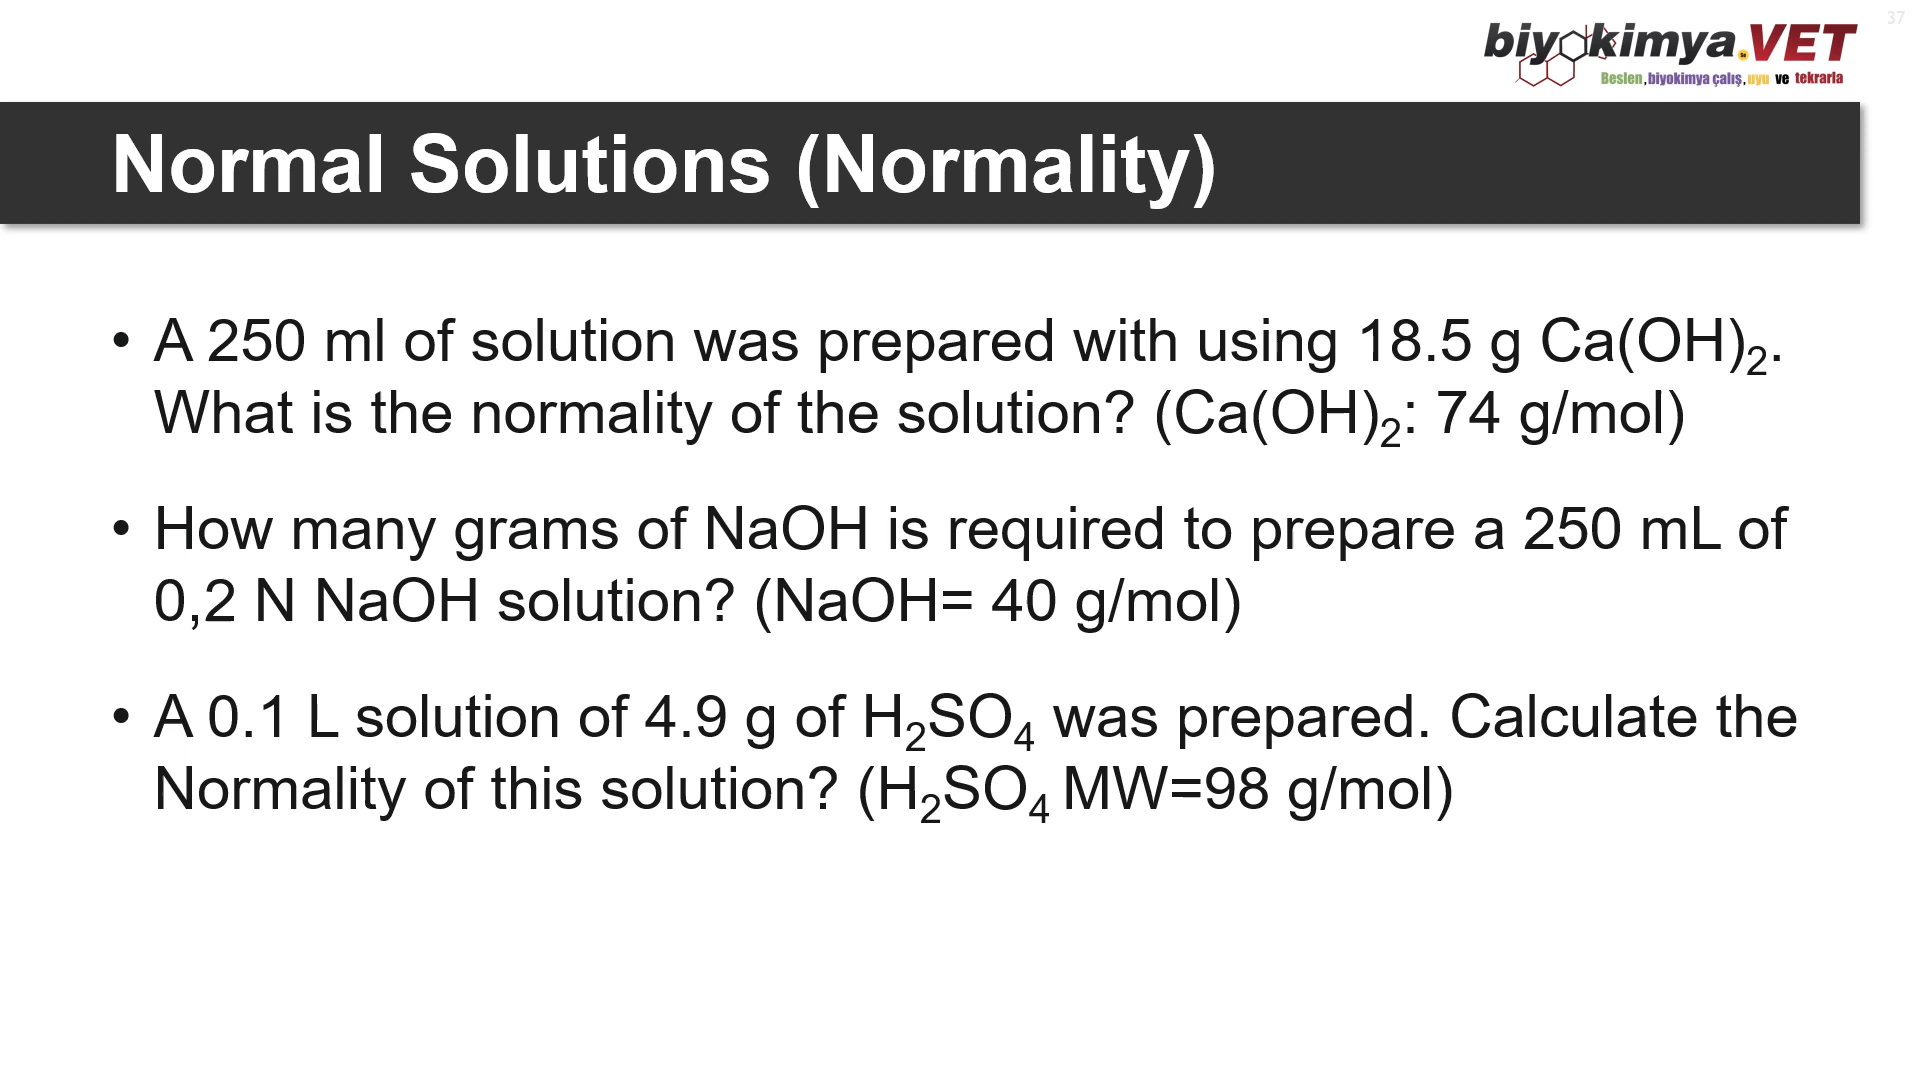 37
biyokimya.VET
Beslen, biyokimya çalış, uyu ve tekrarla
Normal Solutions (Normality)
• A 250 ml of solution was prepared with using 18.5 g Ca(OH)₂.
What is the normality of the solution? (Ca(OH)₂: 74 g/mol)
• How many grams of NaOH is required to prepare a 250 mL of
0,2 N NaOH solution? (NaOH= 40 g/mol)
• A 0.1 L solution of 4.9 g of H₂SO₄ was prepared. Calculate the
Normality of this solution? (H₂SO₄ MW=98 g/mol)